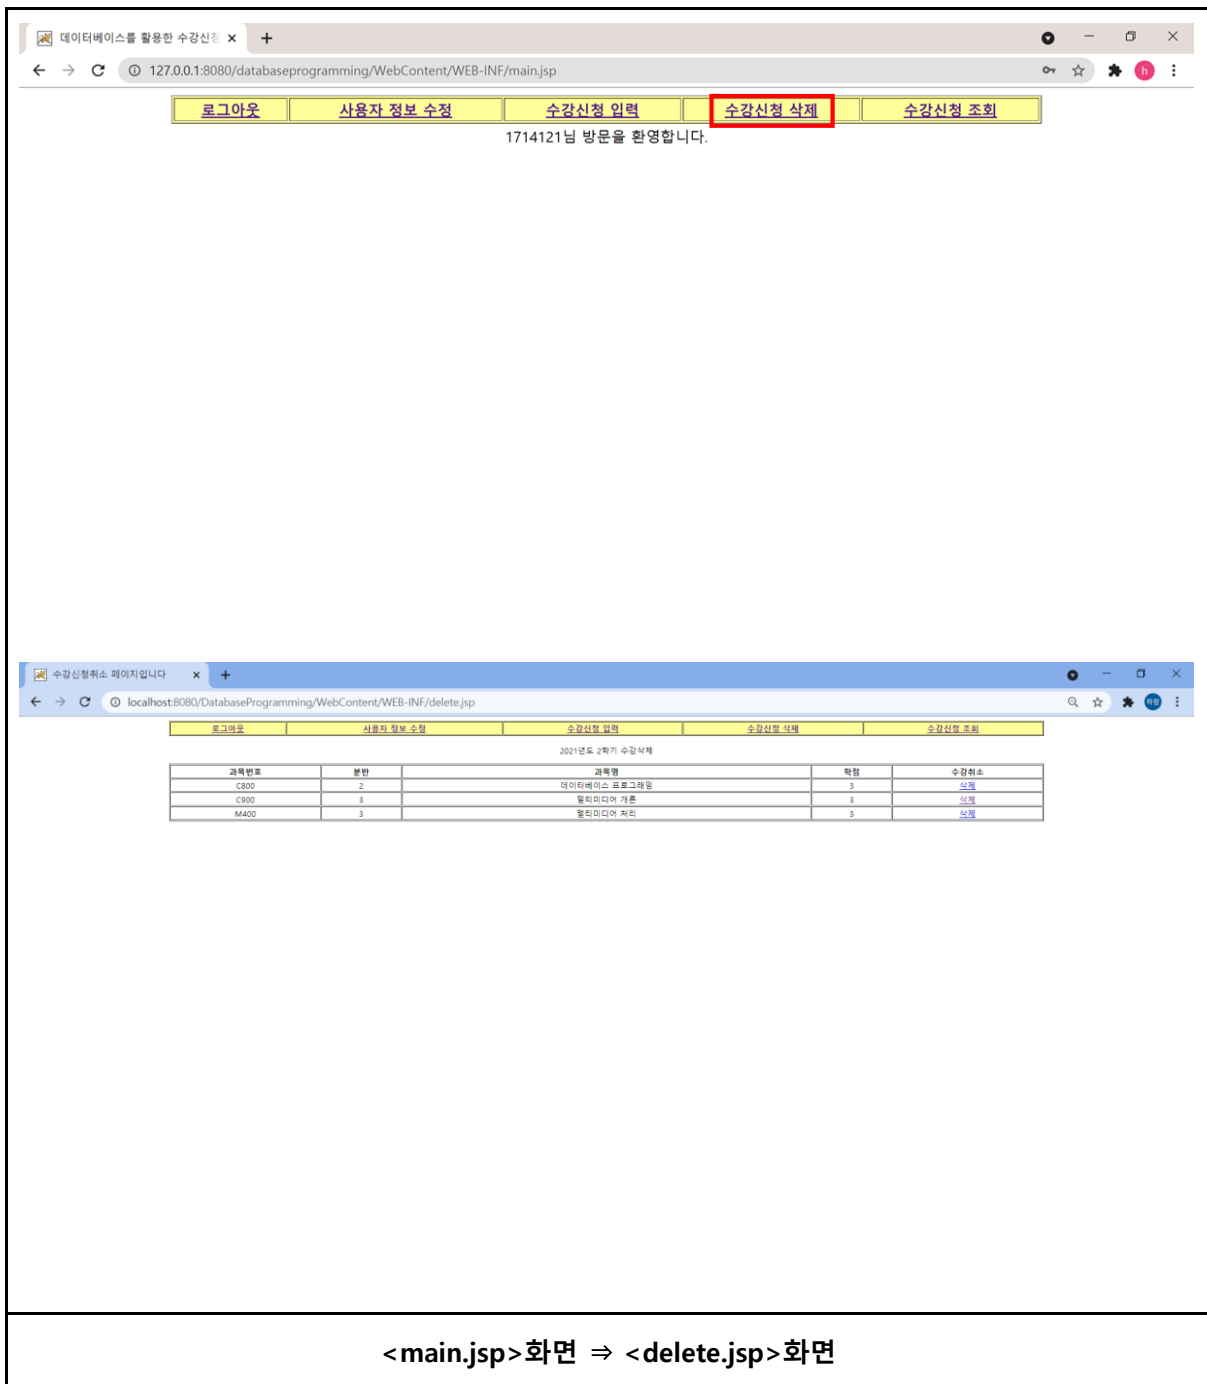 데이터베이스를 활용한 수강신청
127.0.0.1:8080/databaseprogramming/WebContent/WEB-INF/main.jsp
h
로그아웃 사용자 정보 수정 수강신청 입력 수강신청 삭제 수강신청 조회
1714121님 방문을 환영합니다.
수강신청취소 페이지입니다
localhost:8080/DatabaseProgramming/WebContent/WEB-INF/delete.jsp
하람
로그아웃 사용자 정보 수정 수강신청 입력 수강신청 삭제 수강신청 조회
2021년도 2학기 수강삭제
과목번호 분반 과목명 학점 수강취소
C800 2 데이터베이스 프로그래밍 3 삭제
C900 3 멀티미디어 개론 3 삭제
M400 3 멀티미디어 처리 3 삭제
<main.jsp>화면 ⇒ <delete.jsp>화면